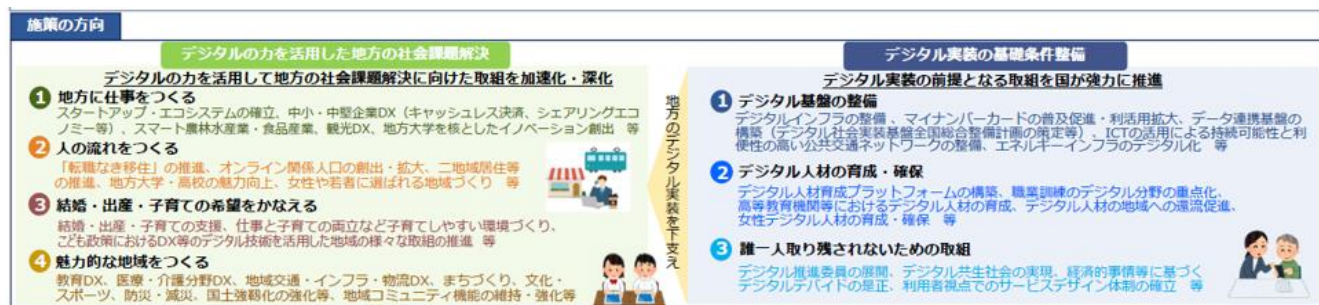 施策の方向
デジタルの力を活用した地方の社会課題解決
デジタルの力を活用して地方の社会課題解決に向けた取組を加速化・深化
1 地方に仕事をつくる
スタートアップ・エコシステムの確立、中小・中堅企業DX（キャッシュレス決済、シェアリングエコ
ノミー等）、スマート農林水産業・食品産業、観光DX、地方大学を核としたイノベーション創出 等
2 人の流れをつくる
「転職なき移住」の推進、オンライン関係人口の創出・拡大、二地域居住等
の推進、地方大学・高校の魅力向上、女性や若者に選ばれる地域づくり 等
3 結婚・出産・子育ての希望をかなえる
結婚・出産・子育ての支援、仕事と子育ての両立など子育てしやすい環境づくり、
こども政策におけるDX等のデジタル技術を活用した地域の様々な取組の推進 等
4 魅力的な地域をつくる
教育DX、医療・介護分野DX、地域交通・インフラ・物流DX、まちづくり、文化・
スポーツ、防災・減災、国土強靱化の強化等、地域コミュニティ機能の維持・強化等
地方のデジタル実装を下支え
デジタル実装の基礎条件整備
デジタル実装の前提となる取組を国が強力に推進
1 デジタル基盤の整備
デジタルインフラの整備、マイナンバーカードの普及促進・利活用拡大、データ連携基盤の
構築（デジタル社会実装基盤全国総合整備計画の策定等）、ICTの活用による持続可能性と利
便性の高い公共交通ネットワークの整備、エネルギーインフラのデジタル化 等
2 デジタル人材の育成・確保
デジタル人材育成プラットフォームの構築、職業訓練のデジタル分野の重点化、
高等教育機関等におけるデジタル人材の育成、デジタル人材の地域への還流促進、
女性デジタル人材の育成・確保 等
3 誰一人取り残されないための取組
デジタル推進委員の展開、デジタル共生社会の実現、経済的事情等に基づく
デジタルデバイドの是正、利用者視点でのサービスデザイン体制の確立 等